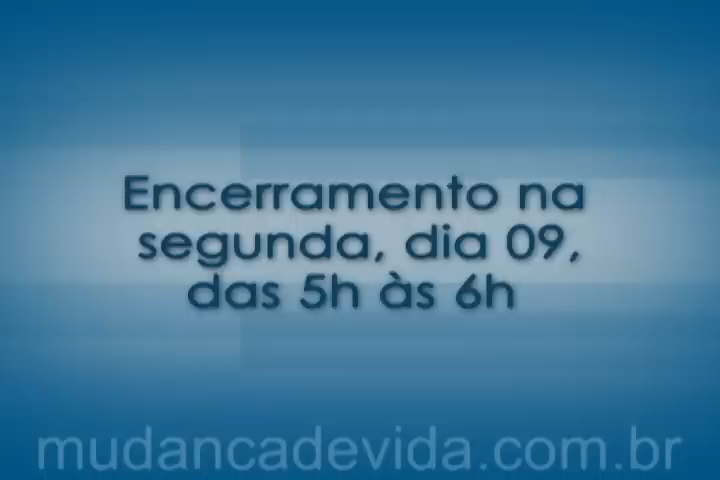 Encerramento na
segunda, dia 09,
das 5h às 6h
mudancadevida.com.br